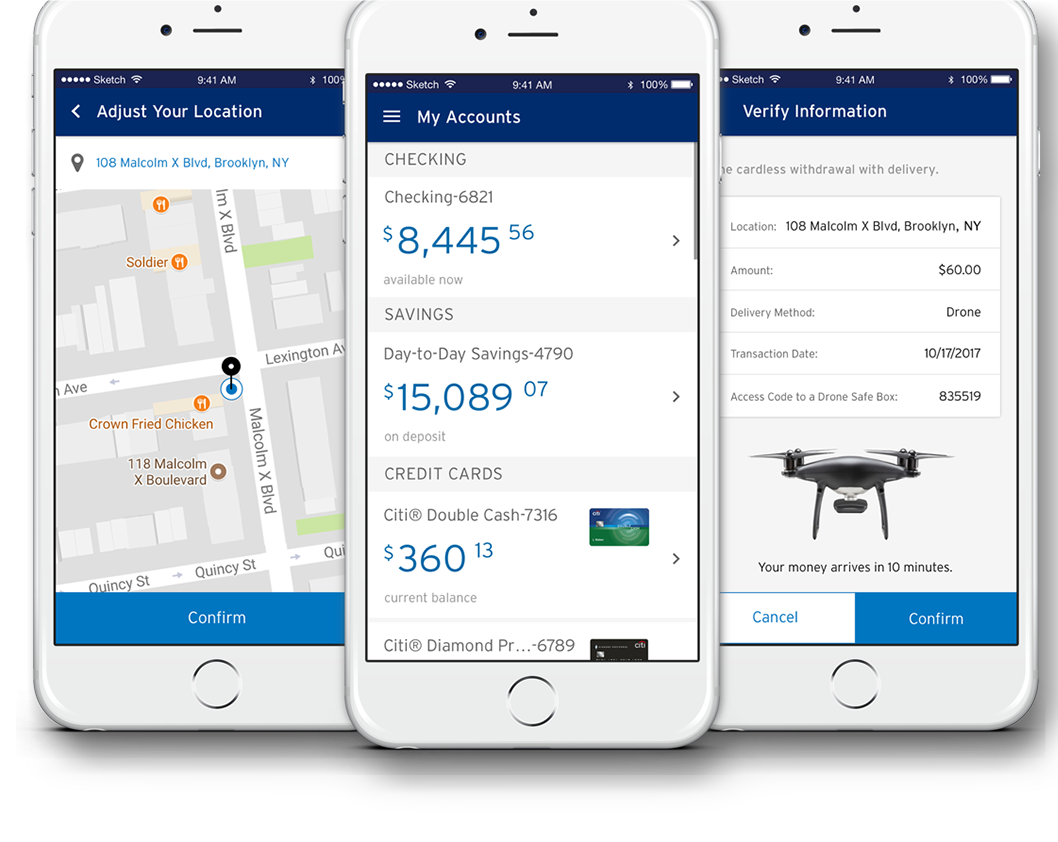 Sketch
9:41 AM
100%
Adjust Your Location
108 Malcolm X Blvd, Brooklyn, NY
X Blvd
Soldier
Lexington
Ave
Crown Fried Chicken
118 Malcolm
X Boulevard
Malcolm X Blvd
Quincy St
Quincy St
Qui
Confirm
Sketch
9:41 AM
100%
My Accounts
CHECKING
Checking-6821
$8,445 56
available now
SAVINGS
Day-to-Day Savings-4790
$15,089 07
on deposit
CREDIT CARDS
Citi® Double Cash-7316
citi
$360 13
current balance
Citi® Diamond Pr...-6789
citi
Sketch
9:41 AM
100%
Verify Information
cardless withdrawal with delivery.
Location: 108 Malcolm X Blvd, Brooklyn, NY
Amount: $60.00
Delivery Method: Drone
Transaction Date: 10/17/2017
Access Code to a Drone Safe Box: 835519
Your money arrives in 10 minutes.
Cancel
Confirm